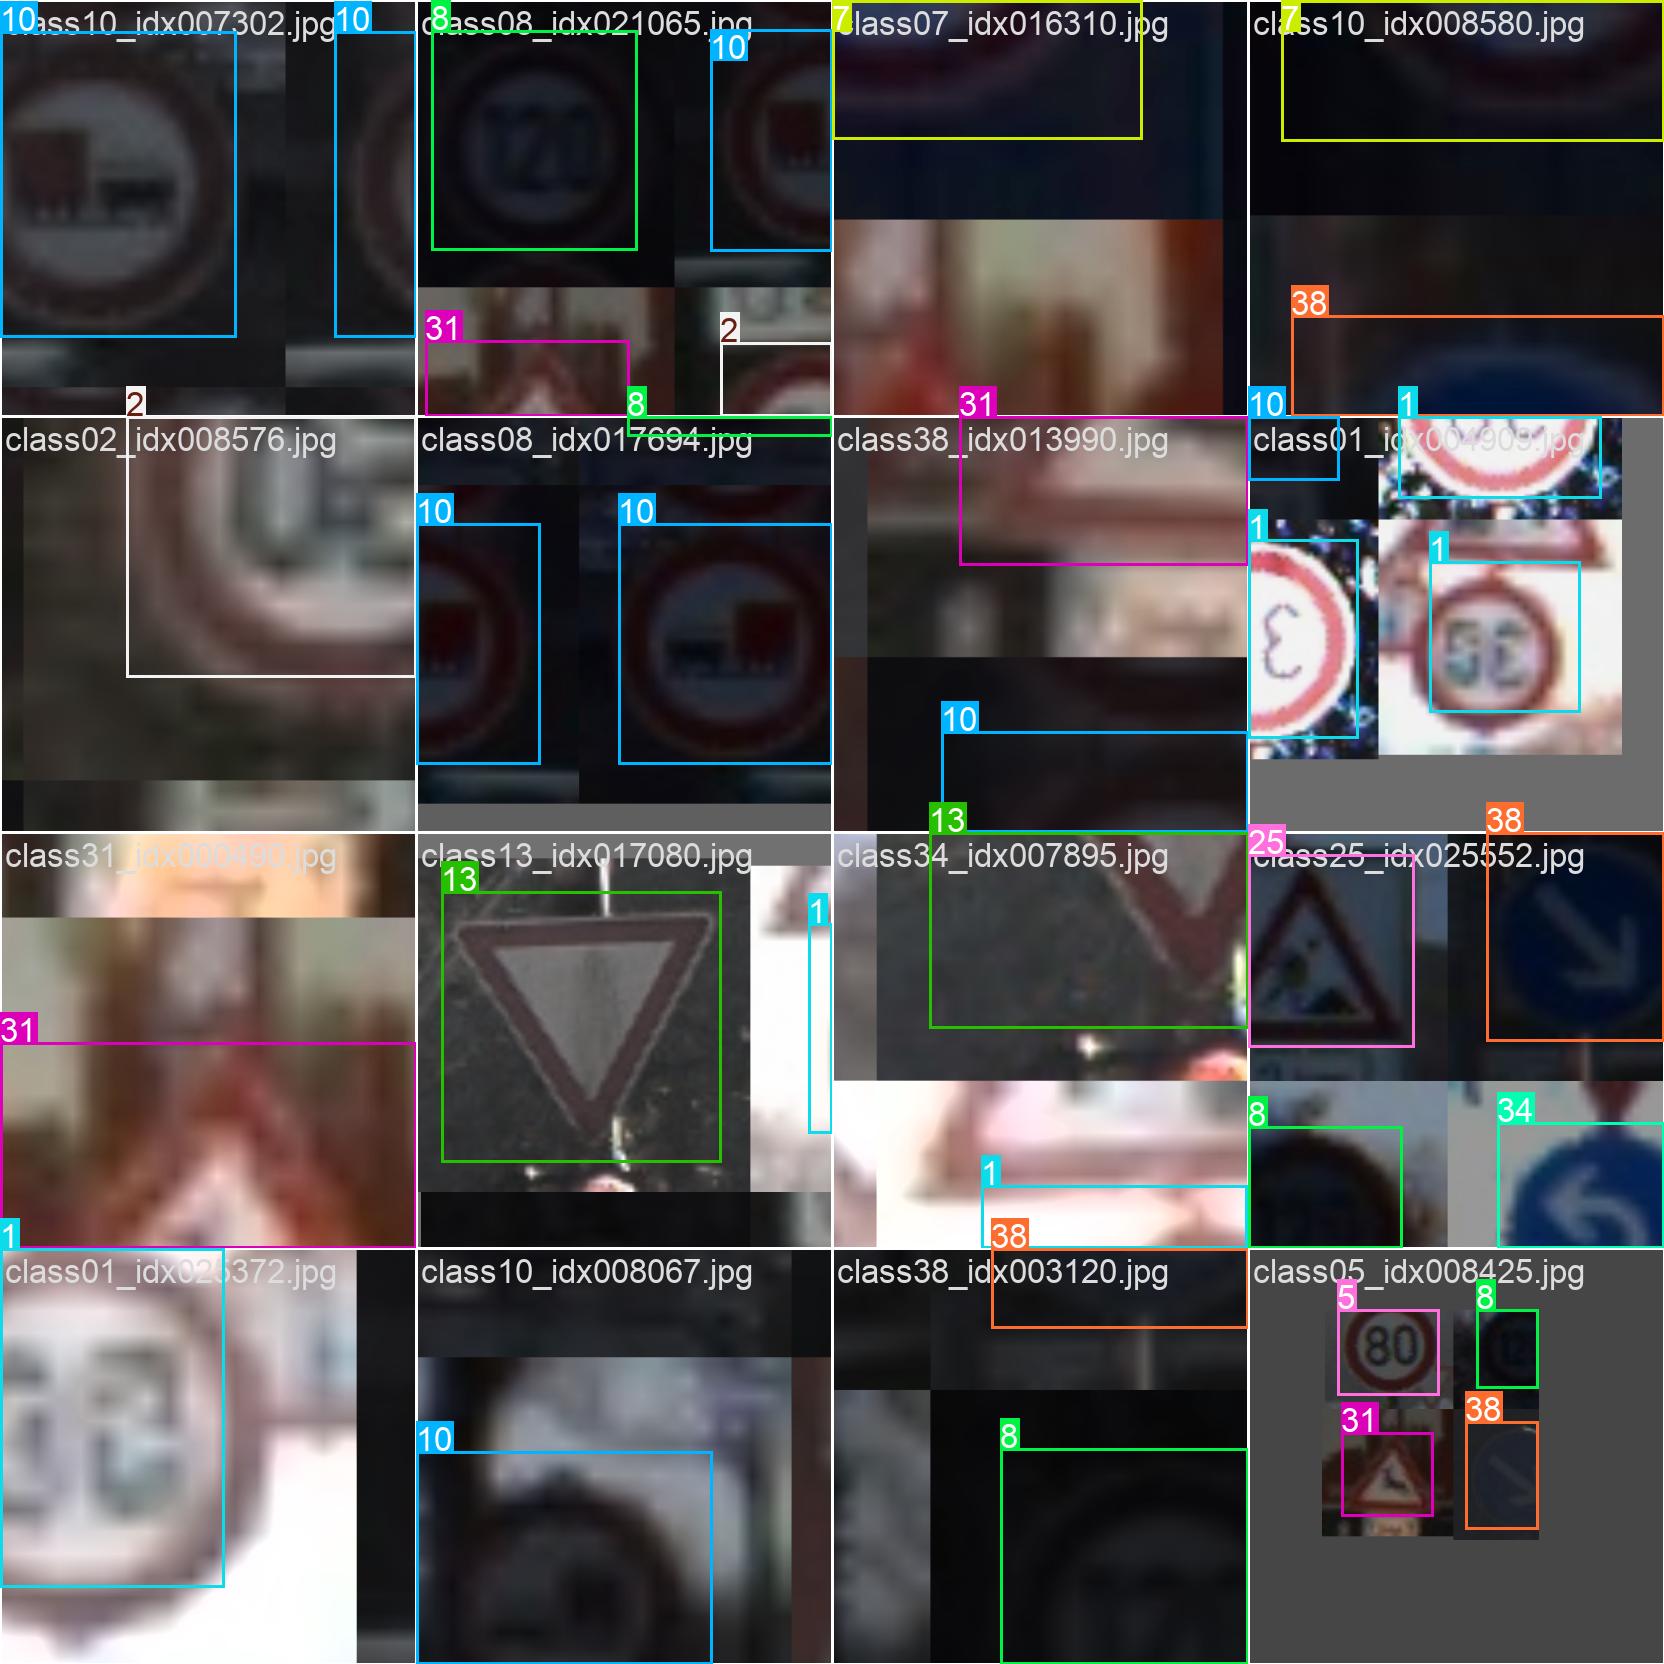 10 class10_idx007302.jpg 10
8 class08_idx021065.jpg 10
7 class07_idx016310.jpg
7 class10_idx008580.jpg
120
31
2
38
2 class02_idx008576.jpg
8 class08_idx017694.jpg
10
10
31 class38_idx013990.jpg
10
10 1 class01_idx004909.jpg
1
1
31 class31_idx000490.jpg
13 class13_idx017080.jpg
1
13 class34_idx007895.jpg
1
25 class25_idx025552.jpg 38
8
34
1 class01_idx025372.jpg
class10_idx008067.jpg
10
38 class38_idx003120.jpg
8
class05_idx008425.jpg
5
8
80
31
38